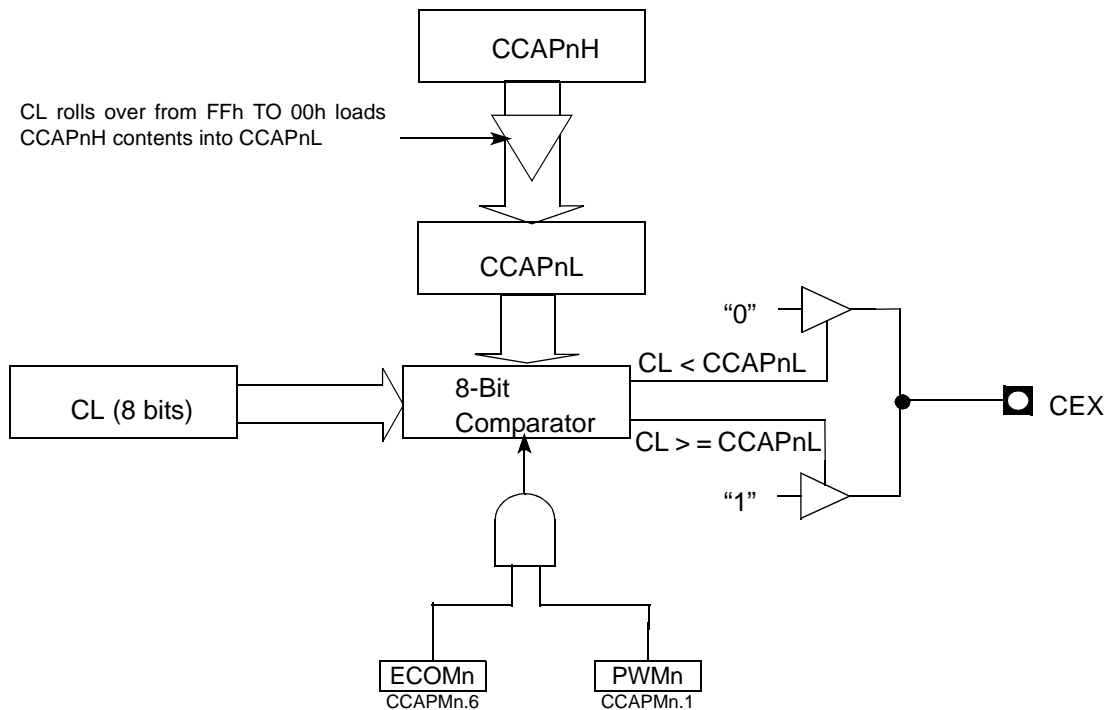 CCAPnH
CL rolls over from FFh TO 00h loads
CCAPnH contents into CCAPnL
CCAPnL
“0”
CL < CCAPnL
CL (8 bits)
8-Bit
Comparator
CEX
CL > = CCAPnL
“1”
ECOMn
CCAPMn.6
PWMn
CCAPMn.1